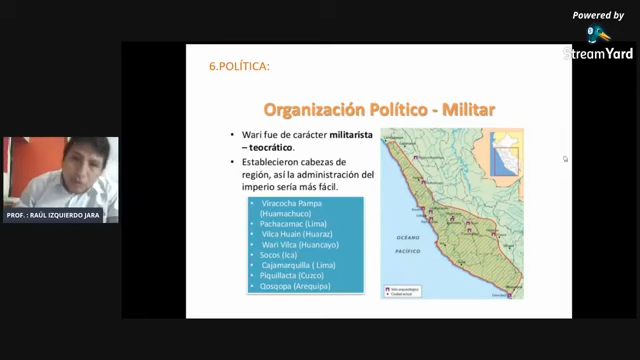 Powered by
StreamYard
6.POLÍTICA:
Organización Político - Militar
• Wari fue de carácter militarista
– teocrático.
• Establecieron cabezas de
región, así la administración del
imperio sería más fácil.
• Viracocha Pampa
(Huamachuco)
• Pachacamac (Lima)
• Vilca Huain (Huaraz)
• Wari Vilca (Huancayo)
• Socos (Ica)
• Cajamarquilla ( Lima)
• Piquillacta (Cuzco)
• Qosqopa (Arequipa)
OCÉANO
PACÍFICO
PROF. : RAÚL IZQUIERDO JARA